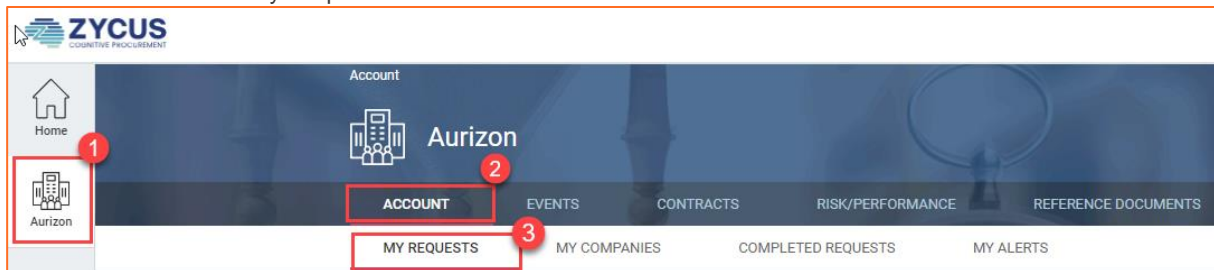 ZYCUS
COGNITIVE PROCUREMENT
Account
Home
1
Aurizon
2
ACCOUNT EVENTS CONTRACTS RISK/PERFORMANCE REFERENCE DOCUMENTS
Aurizon
3
MY REQUESTS MY COMPANIES COMPLETED REQUESTS MY ALERTS